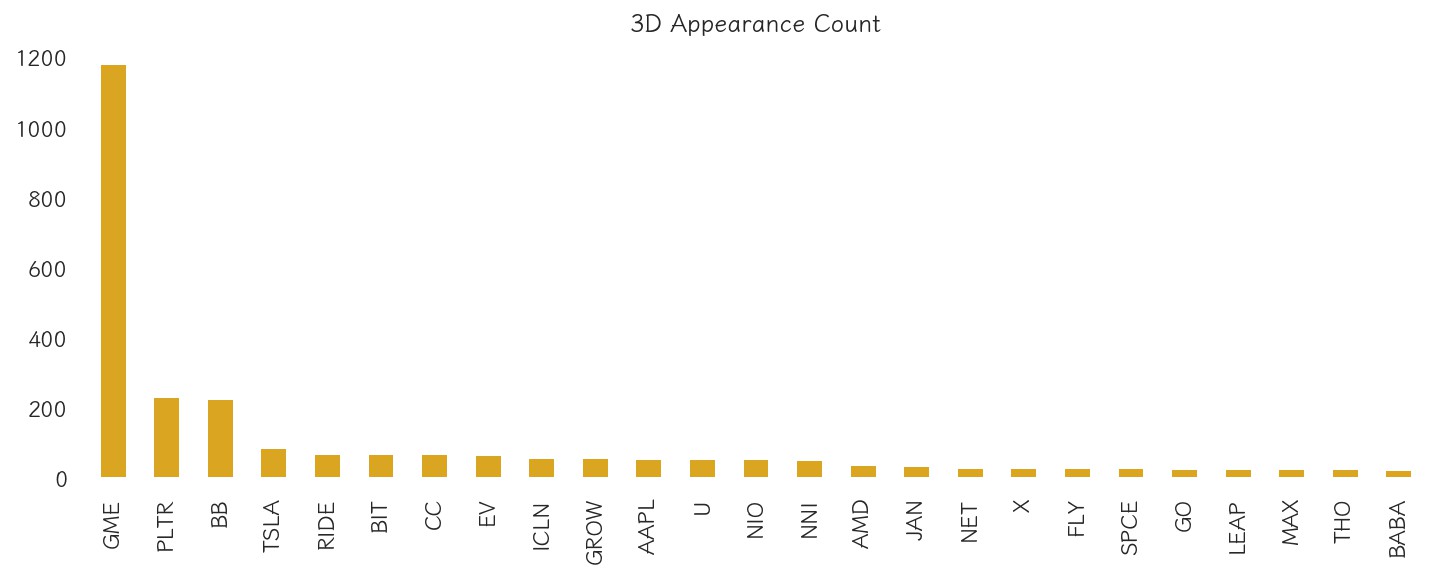 3D Appearance Count
1200
1000
800
600
400
200
0
GME
PLTR
BB
TSLA
RIDE
BIT
CC
EV
ICLN
GROW
AAPL
U
NIO
NNI
AMD
JAN
NET
X
FLY
SPCE
GO
LEAP
MAX
THO
BABA